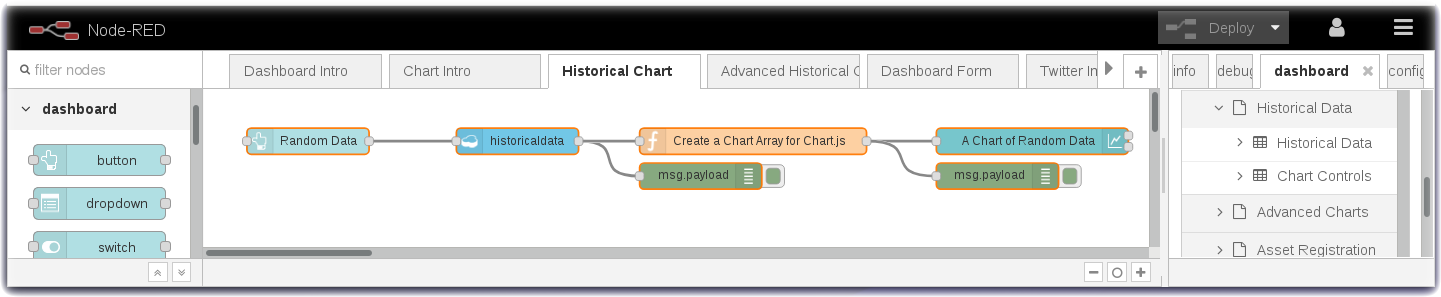 Node-RED
Deploy
filter nodes
Dashboard Intro
Chart Intro
Historical Chart
Advanced Historical C
Dashboard Form
Twitter In
info
debug
dashboard
config
dashboard
Historical Data
Random Data
historicaldata
Create a Chart Array for Chart.js
A Chart of Random Data
Historical Data
button
msg.payload
msg.payload
Chart Controls
dropdown
Advanced Charts
switch
Asset Registration